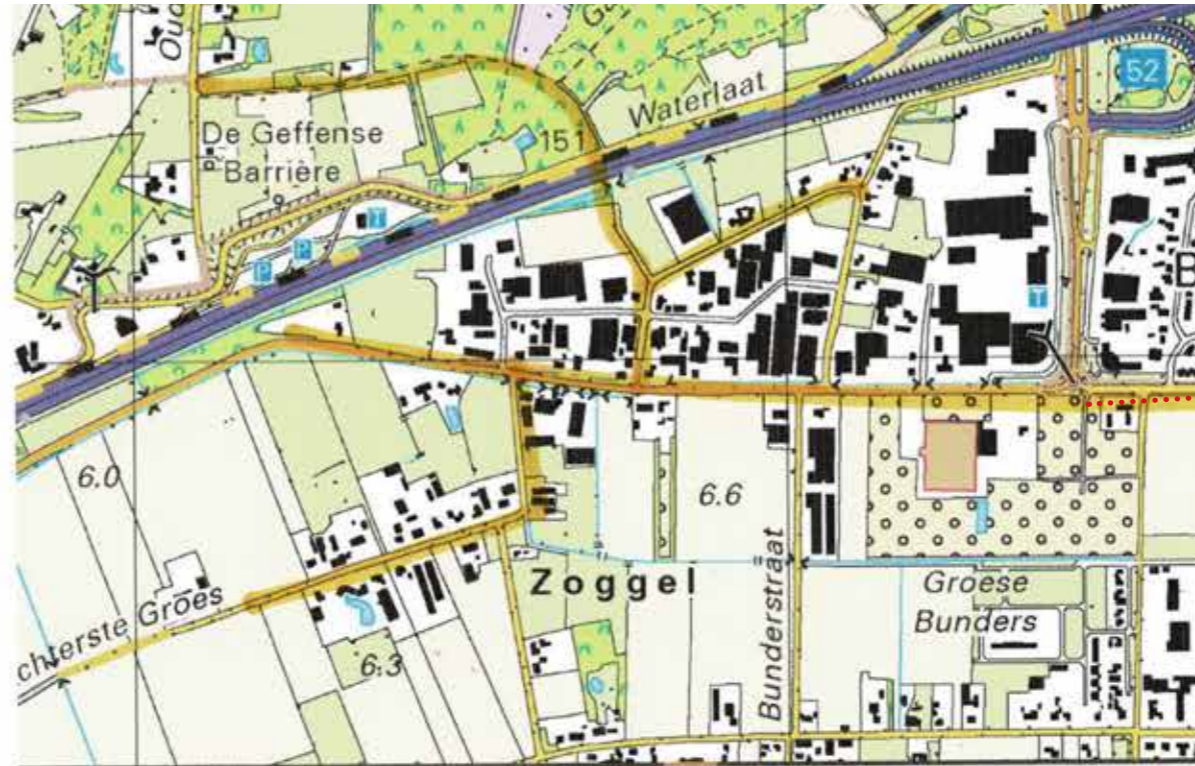 Oud
Ga
52
Waterlaat
De Geffense
Barrière
151
T
P
P
T
B
6.0
6.6
Zoggel
Bunderstraat
Groese
Bunders
chterste Groes
6.3